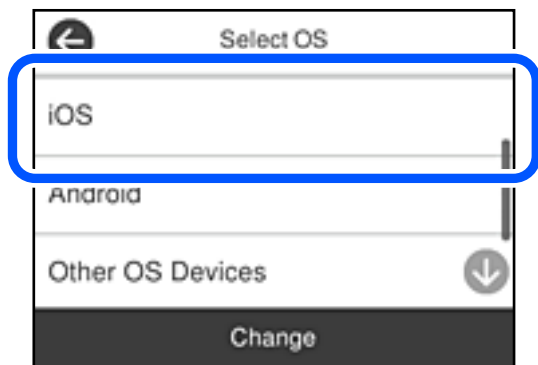 Select OS
iOS
Android
Other OS Devices
Change